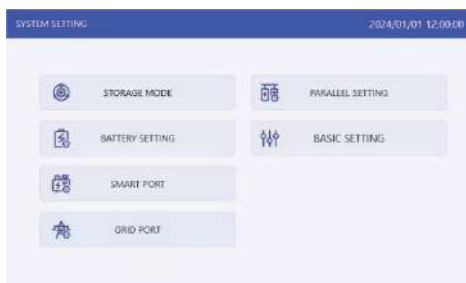 SYSTEM SETTING 2024/01/01 12:00:00
STORAGE MODE PARALLEL SETTING
BATTERY SETTING BASIC SETTING
SMART PORT
GRID PORT